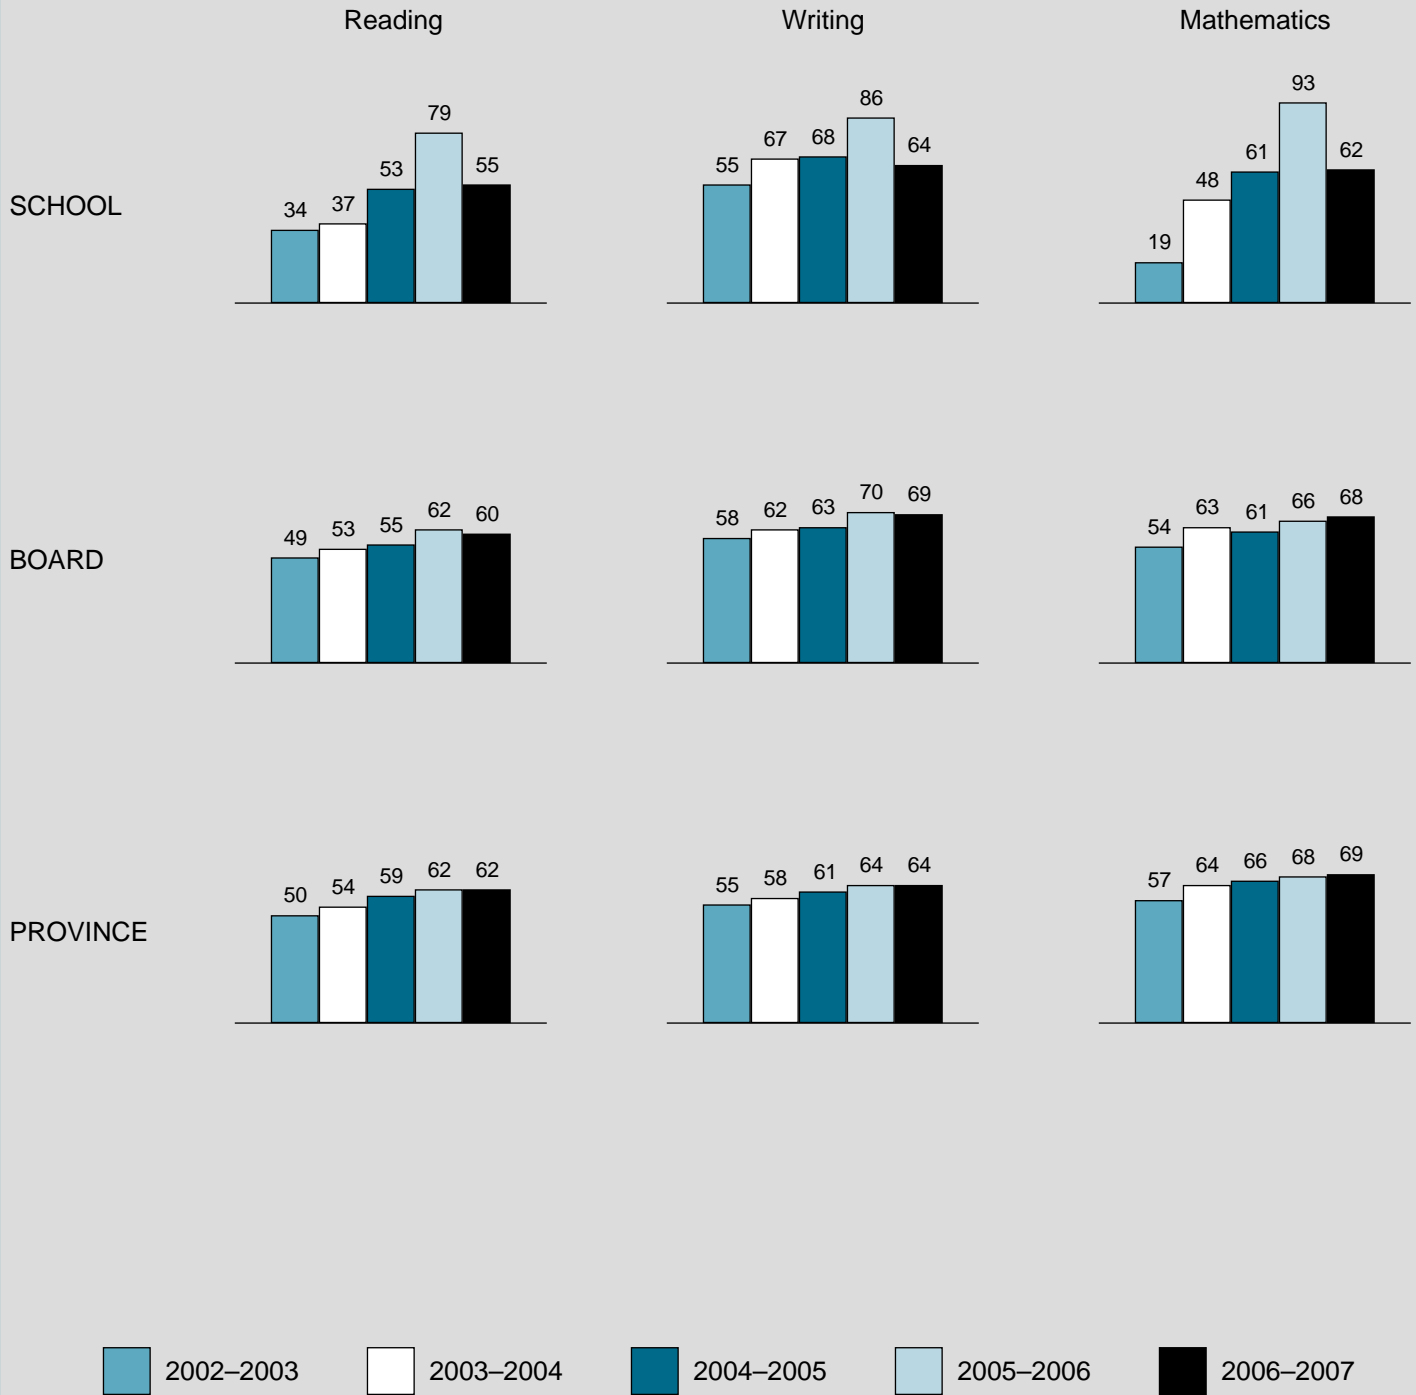 Reading Writing Mathematics
SCHOOL
34 37 53 79 55
55 67 68 86 64
19 48 61 93 62
BOARD
49 53 55 62 60
58 62 63 70 69
54 63 61 66 68
PROVINCE
50 54 59 62 62
55 58 61 64 64
57 64 66 68 69
2002–2003 2003–2004 2004–2005 2005–2006 2006–2007